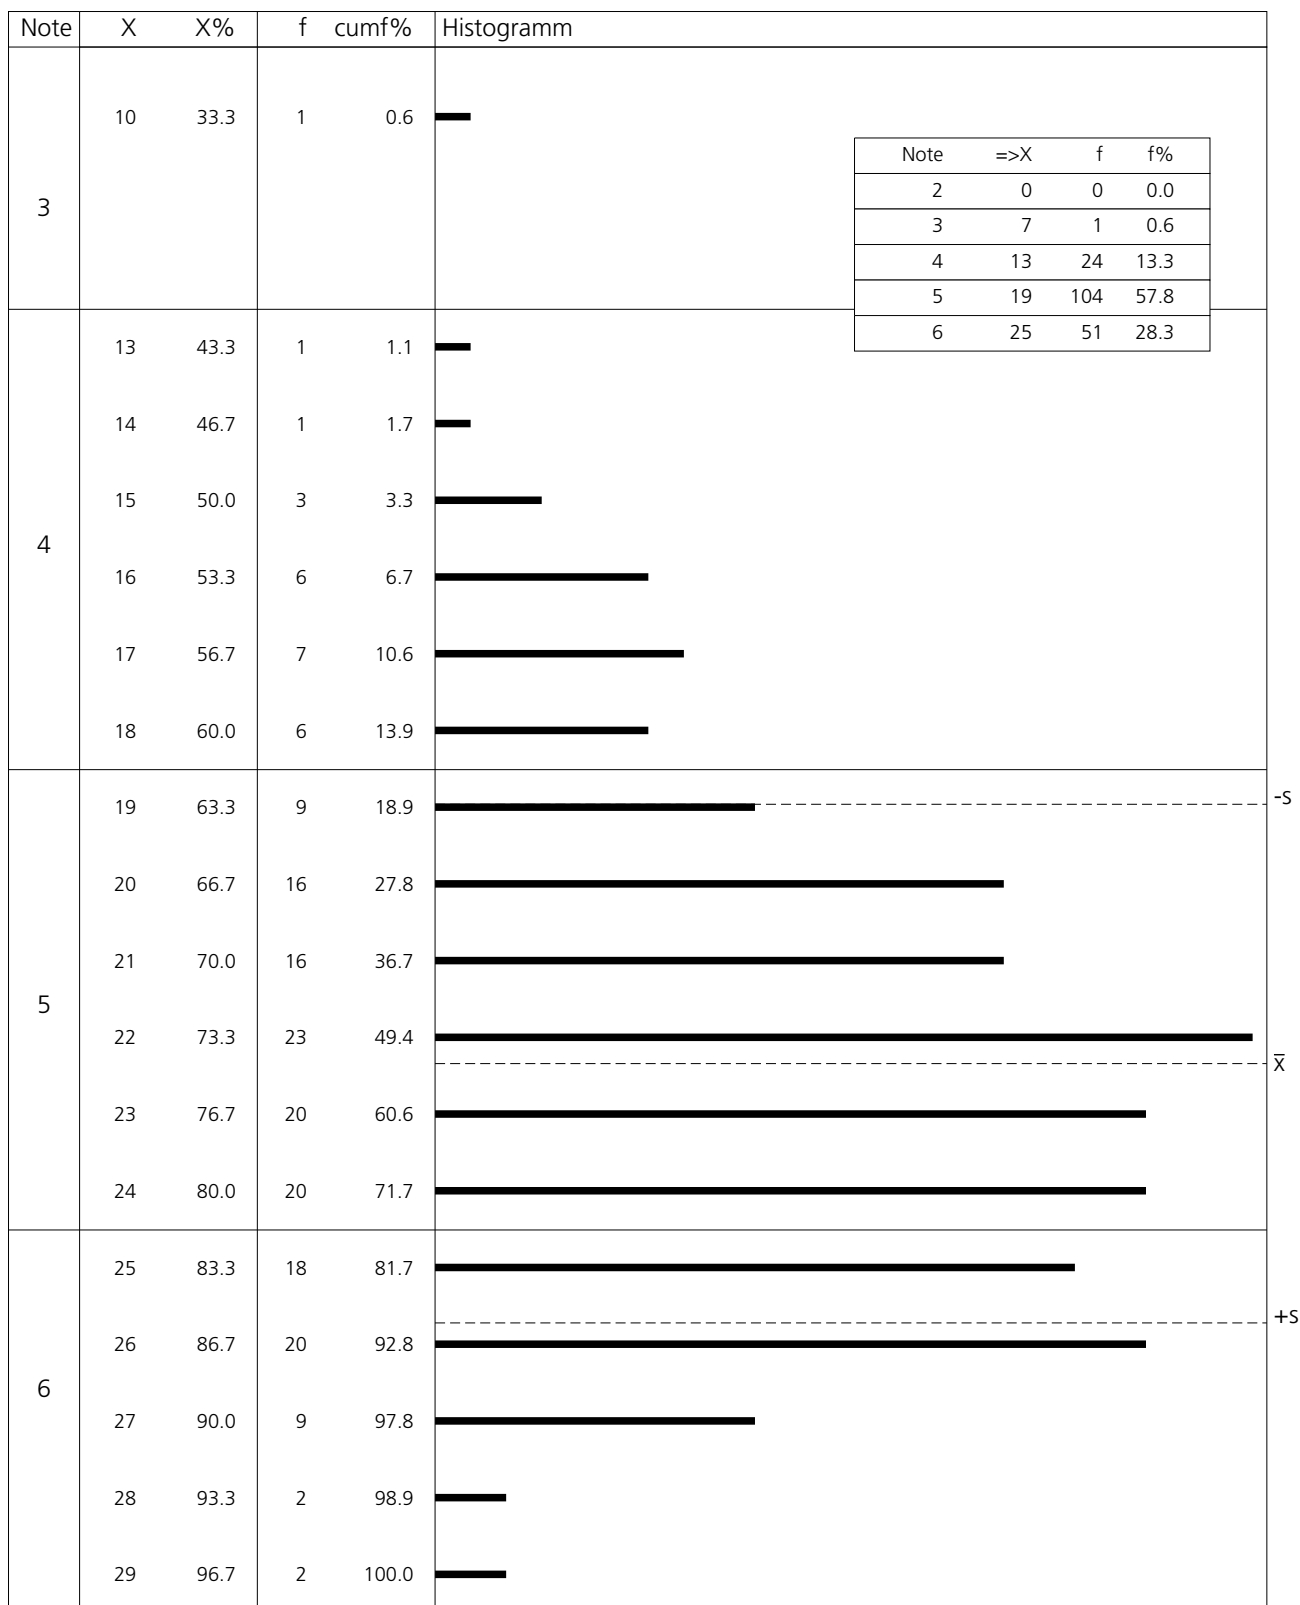 Note X X% f cumf% Histogramm
10 33.3 1 0.6
Note =>X f f%
2 0 0 0.0
3
3 7 1 0.6
4 13 24 13.3
5 19 104 57.8
6 25 51 28.3
13 43.3 1 1.1
14 46.7 1 1.7
15 50.0 3 3.3
4
16 53.3 6 6.7
17 56.7 7 10.6
18 60.0 6 13.9
19 63.3 9 18.9 -s
20 66.7 16 27.8
21 70.0 16 36.7
5
22 73.3 23 49.4
x̅
23 76.7 20 60.6
24 80.0 20 71.7
25 83.3 18 81.7
+s
26 86.7 20 92.8
6
27 90.0 9 97.8
28 93.3 2 98.9
29 96.7 2 100.0